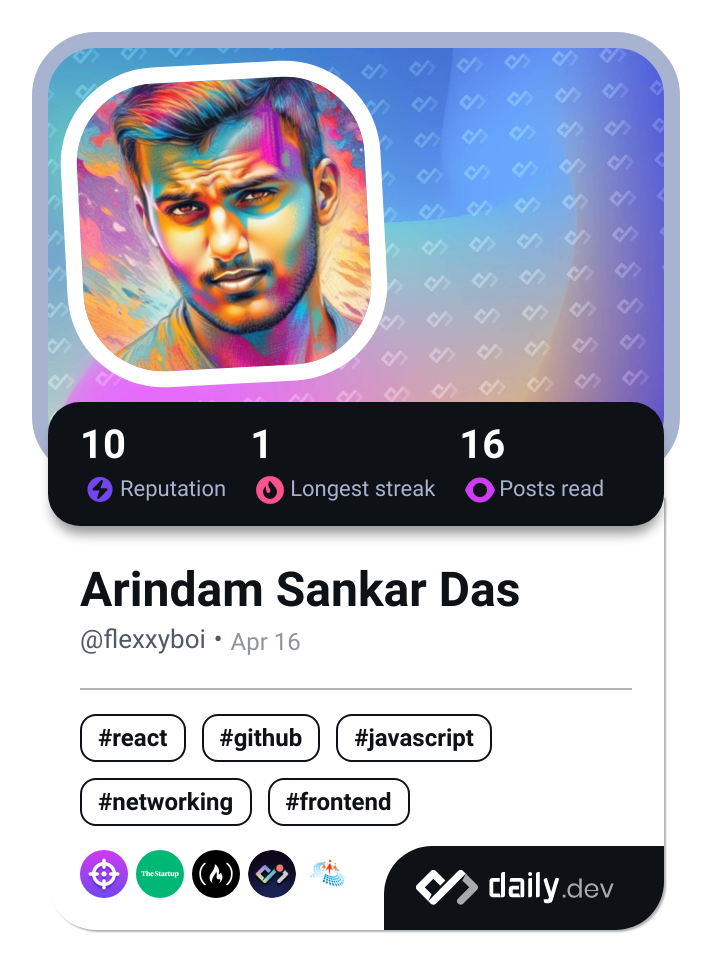 10 1 16
Reputation Longest streak Posts read
Arindam Sankar Das
@flexxyboi • Apr 16
#react #github #javascript
#networking #frontend
The Startup
daily.dev